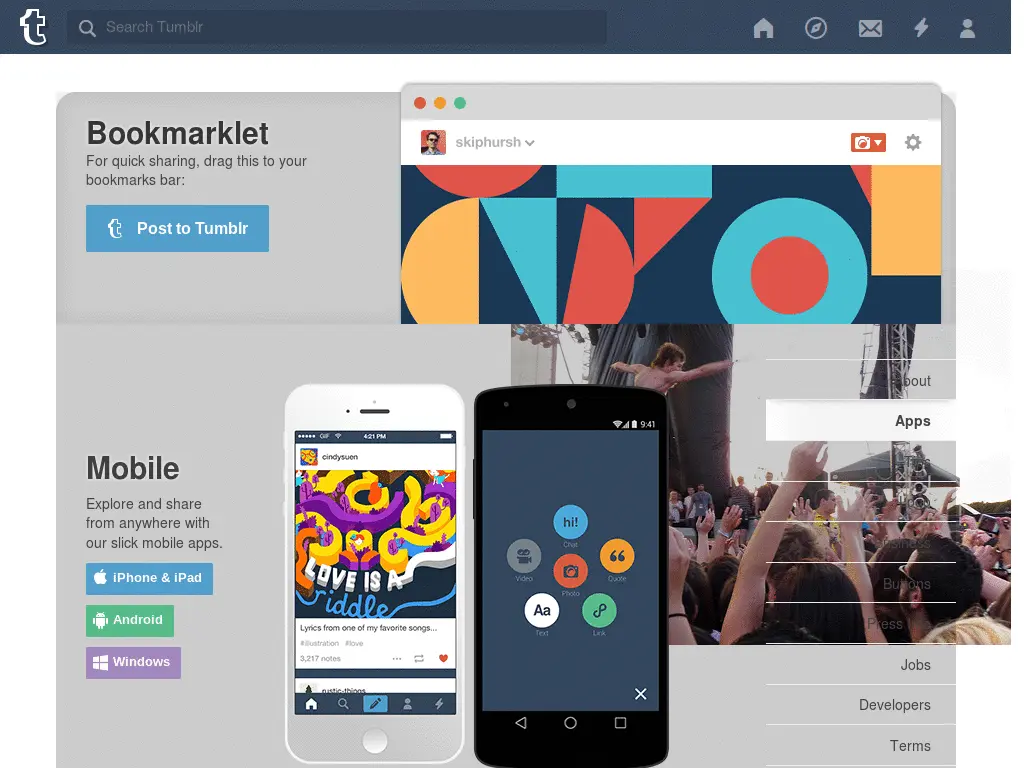 Search Tumblr
Bookmarklet
For quick sharing, drag this to your
bookmarks bar:
Post to Tumblr
skiphursh
About
Apps
Buttons
Press
Jobs
Developers
Terms
Mobile
Explore and share
from anywhere with
our slick mobile apps.
iPhone & iPad
Android
Windows
GIF
4:21 PM
cindysuen
LOVE IS A
riddle
Lyrics from one of my favorite songs...
#illustration #love
3,217 notes
rustic-things
9:41
hi!
Chat
Video
Quote
Photo
Aa
Text
Link